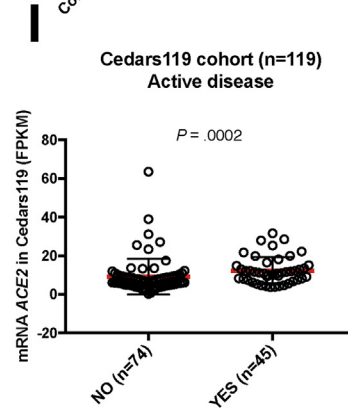 I
Cedars119 cohort (n=119)
Active disease
P = .0002
mRNA ACE2 in Cedars119 (FPKM)
80
60
40
20
0
-20
NO (n=74)
YES (n=45)